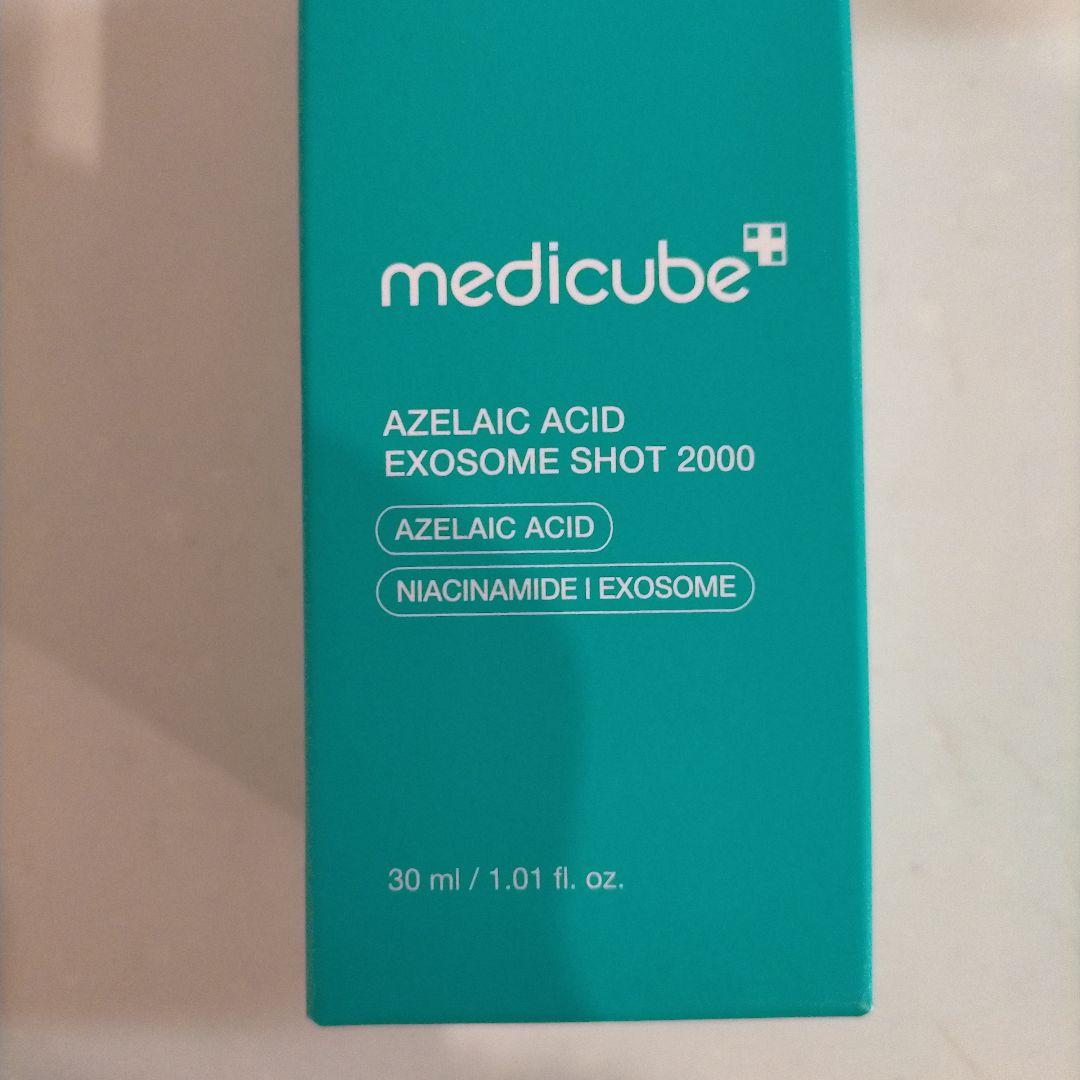 medicube
AZELAIC ACID
EXOSOME SHOT 2000
AZELAIC ACID
NIACINAMIDE | EXOSOME
30 ml / 1.01 fl. oz.